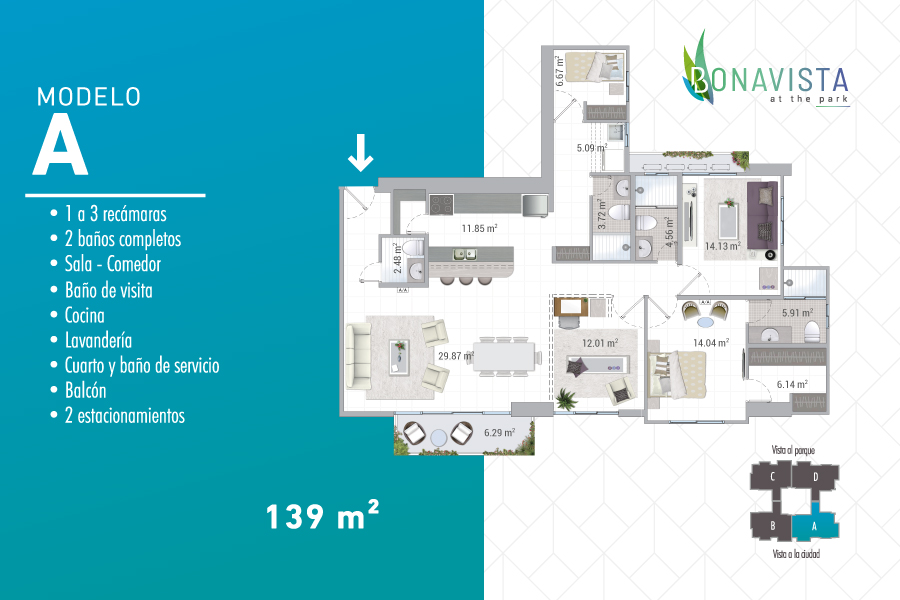 MODELO
A
• 1 a 3 recámaras
• 2 baños completos
• Sala - Comedor
• Baño de visita
• Cocina
• Lavandería
• Cuarto y baño de servicio
• Balcón
• 2 estacionamientos
139 m²
BONAVISTA
at the park
6.67 m²
5.09 m²
3.72 m²
4.56 m²
14.13 m²
11.85 m²
2.48 m²
A/A
A/A
5.91 m²
29.87 m²
12.01 m²
14.04 m²
6.14 m²
6.29 m²
Vista al parque
C D
B A
Vista a la ciudad